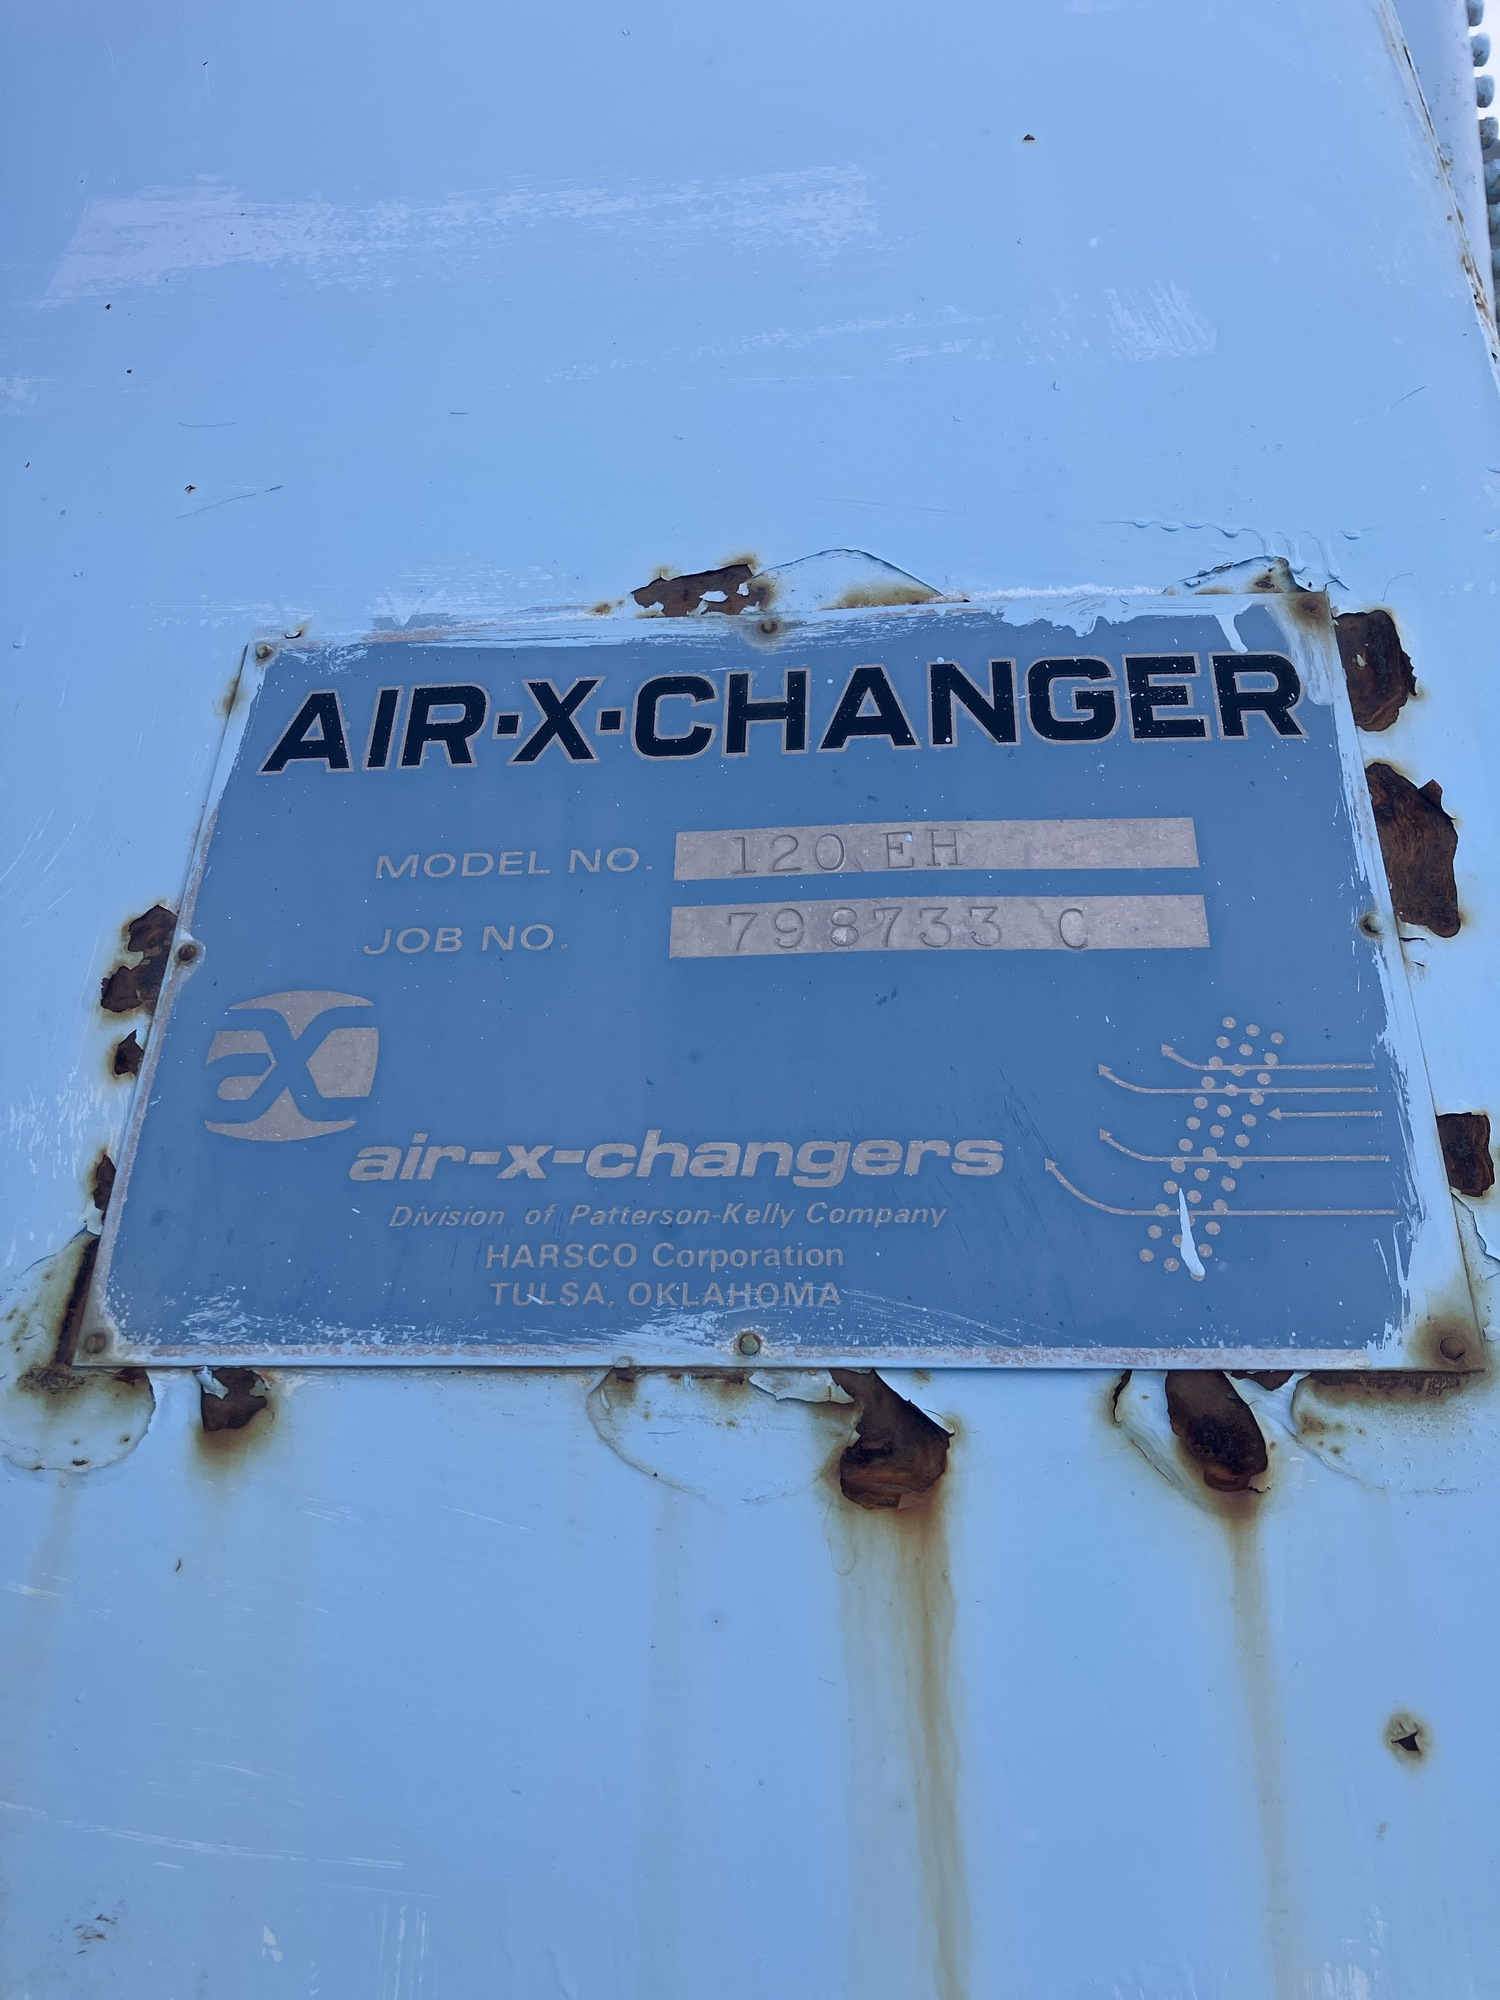 AIR·X·CHANGER
MODEL NO. 120 EH
JOB NO. 798733 C
ax
air-x-changers
Division of Patterson-Kelly Company
HARSCO Corporation
TULSA, OKLAHOMA